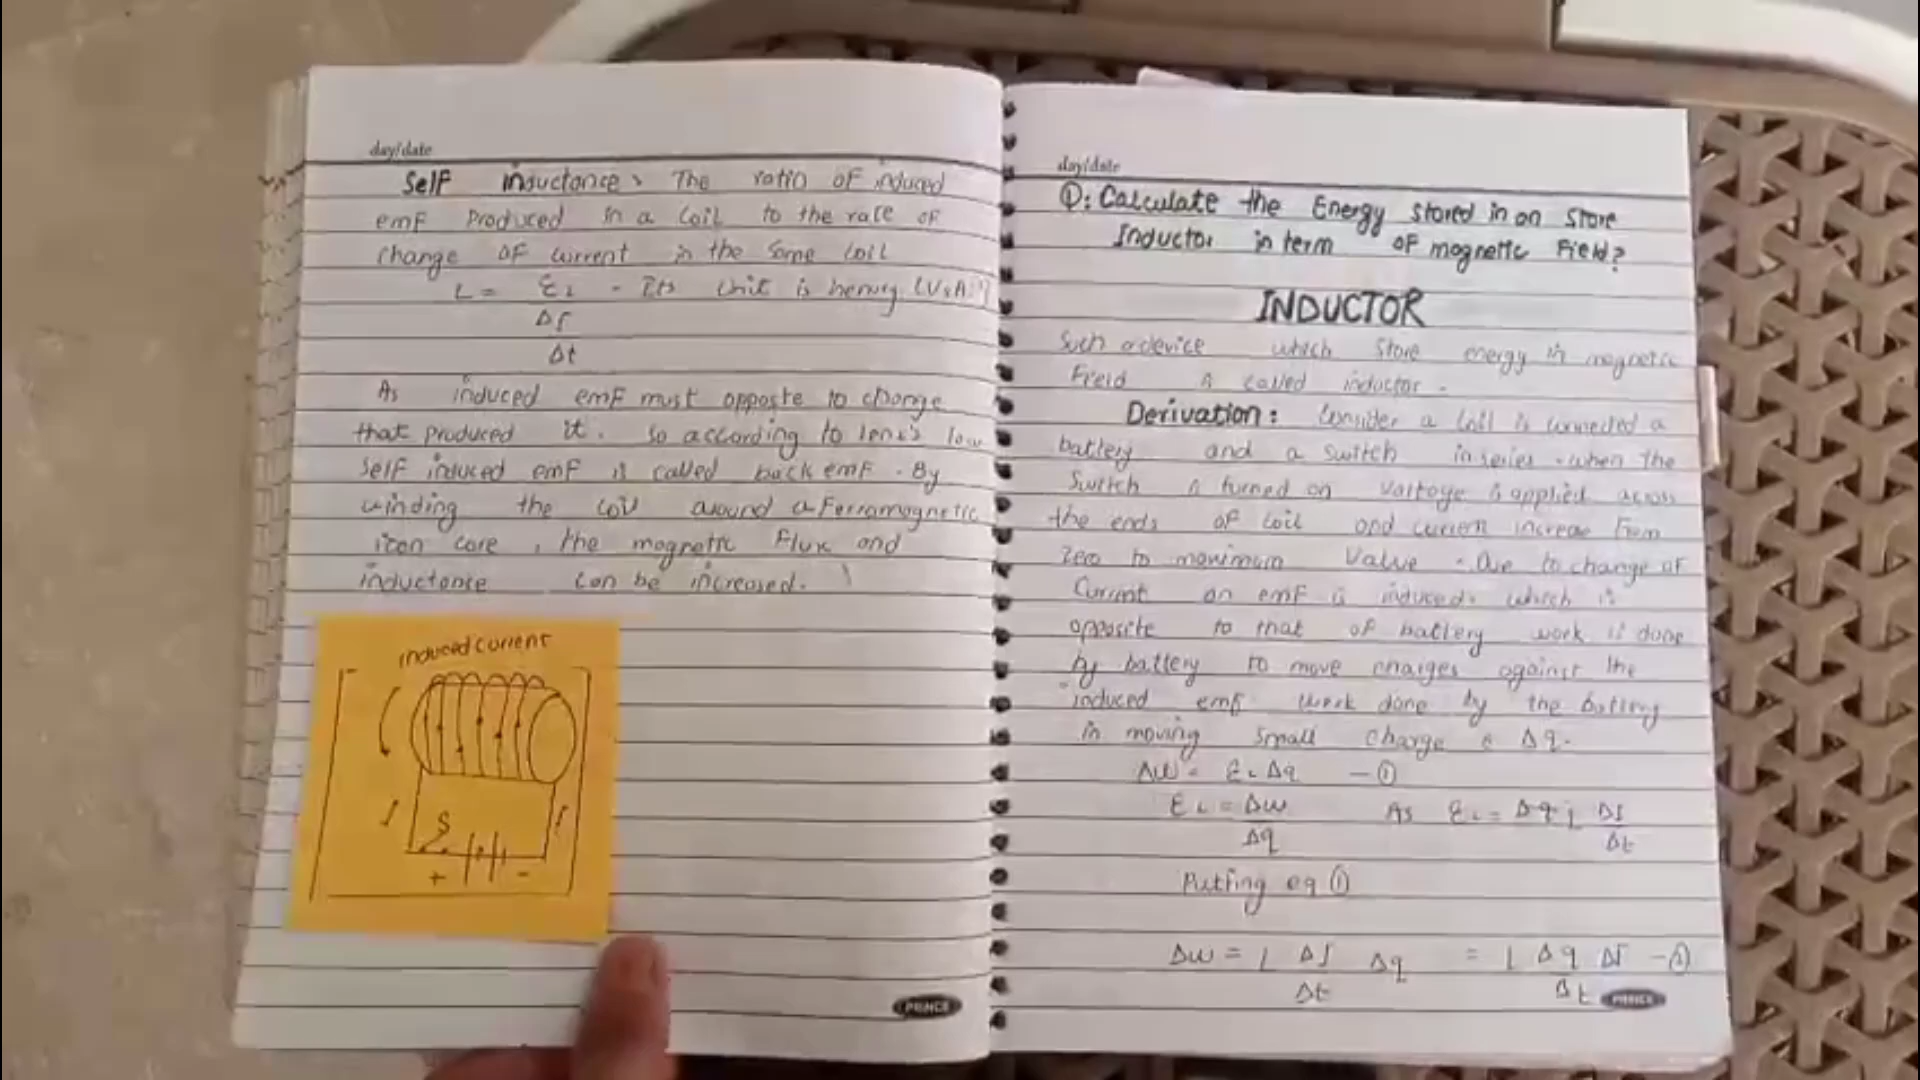 day/date
Self inductance: The ratio of induced
emf produced in a coil to the rate of
change of current in the same coil
L = εL - Its unit is henery (VsA⁻¹)
ΔI
Δt
As induced emf must opposte to change
that produced it. so according to lenz's low
self induced emf is called back emf. By
winding the coil around a Ferramagnetic
iron core, the magnetic flux and
inductance can be increased.
induced current
I S I
+ -
PRINCE
day/date
Q: Calculate the Energy stored in an store
Inductor in term of magnetic Field?
INDUCTOR
Such a device which store energy in magnetic
Field is called inductor.
Derivation: Consider a coil is connected a
battery and a switch in series. when the
Switch is turned on voltage is applied across
the ends of coil and current increase from
zero to maximum value. Due to change of
Current an emf is induced. which is
opposite to that of battery work is done
by battery to move charges against the
induced emf. Work done by the battery
in moving small charge is Δq.
Δw = εL Δq - ①
εL = Δw As εL = Δq L ΔI
Δq Δt
Putting eq ①
Δw = L ΔI Δq = L Δq ΔI - ②
Δt Δt
PRINCE